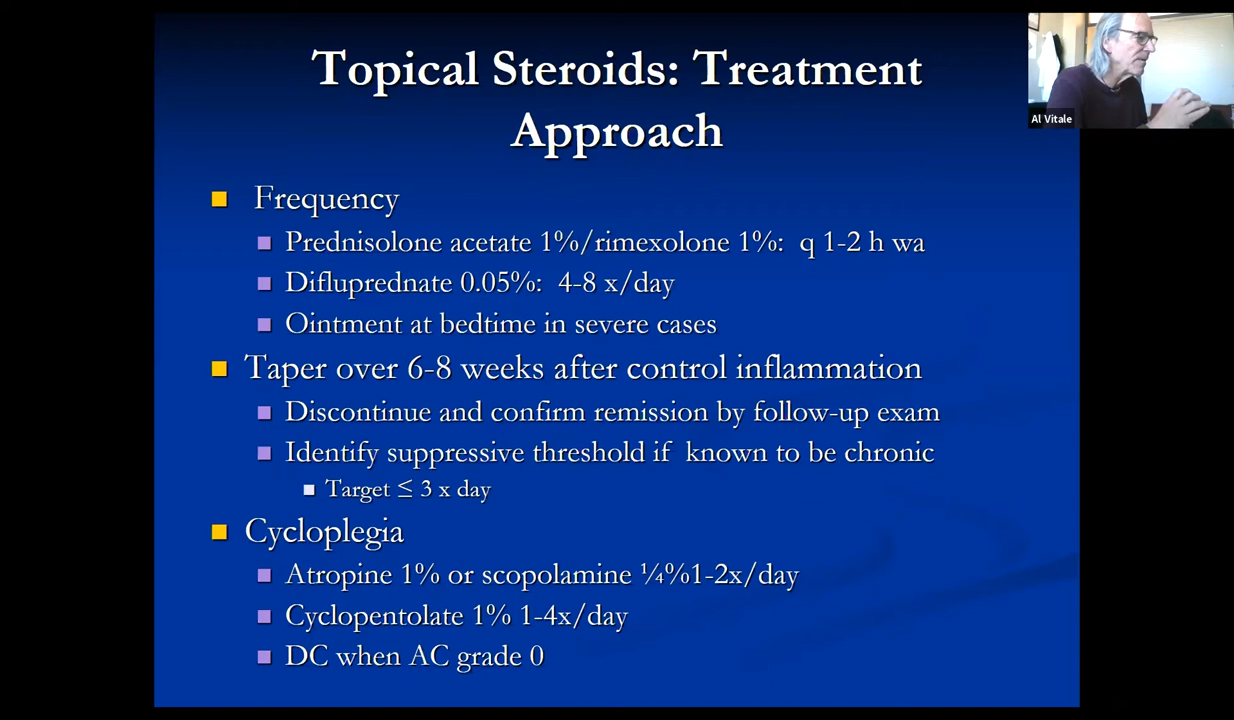 Topical Steroids: Treatment
Approach
Al Vitale
Frequency
Prednisolone acetate 1%/rimexolone 1%: q 1-2 h wa
Difluprednate 0.05%: 4-8 x/day
Ointment at bedtime in severe cases
Taper over 6-8 weeks after control inflammation
Discontinue and confirm remission by follow-up exam
Identify suppressive threshold if known to be chronic
Target ≤ 3 x day
Cycloplegia
Atropine 1% or scopolamine ¼%1-2x/day
Cyclopentolate 1% 1-4x/day
DC when AC grade 0